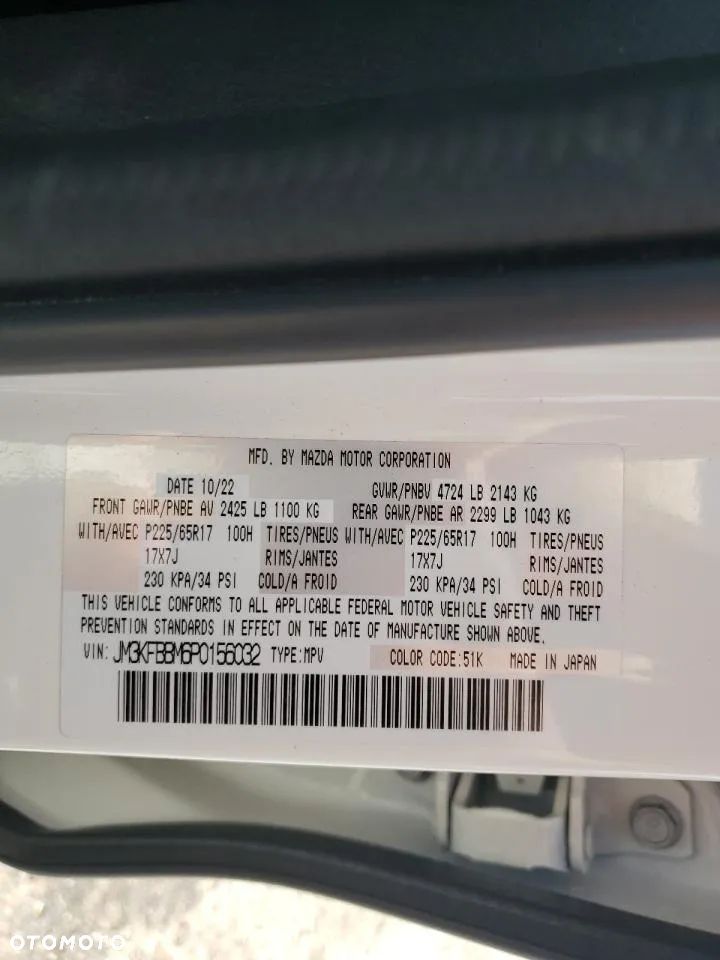 MFD. BY MAZDA MOTOR CORPORATION
DATE 10/22 GVWR/PNBV 4724 LB 2143 KG
FRONT GAWR/PNBE AV 2425 LB 1100 KG REAR GAWR/PNBE AR 2299 LB 1043 KG
WITH/AVEC P225/65R17 100H TIRES/PNEUS WITH/AVEC P225/65R17 100H TIRES/PNEUS
17X7J RIMS/JANTES 17X7J RIMS/JANTES
230 KPA/34 PSI COLD/A FROID 230 KPA/34 PSI COLD/A FROID
THIS VEHICLE CONFORMS TO ALL APPLICABLE FEDERAL MOTOR VEHICLE SAFETY AND THEFT
PREVENTION STANDARDS IN EFFECT ON THE DATE OF MANUFACTURE SHOWN ABOVE.
VIN: JM3KFBBM6P0156032 TYPE:MPV COLOR CODE:51K MADE IN JAPAN
OTOMOTO